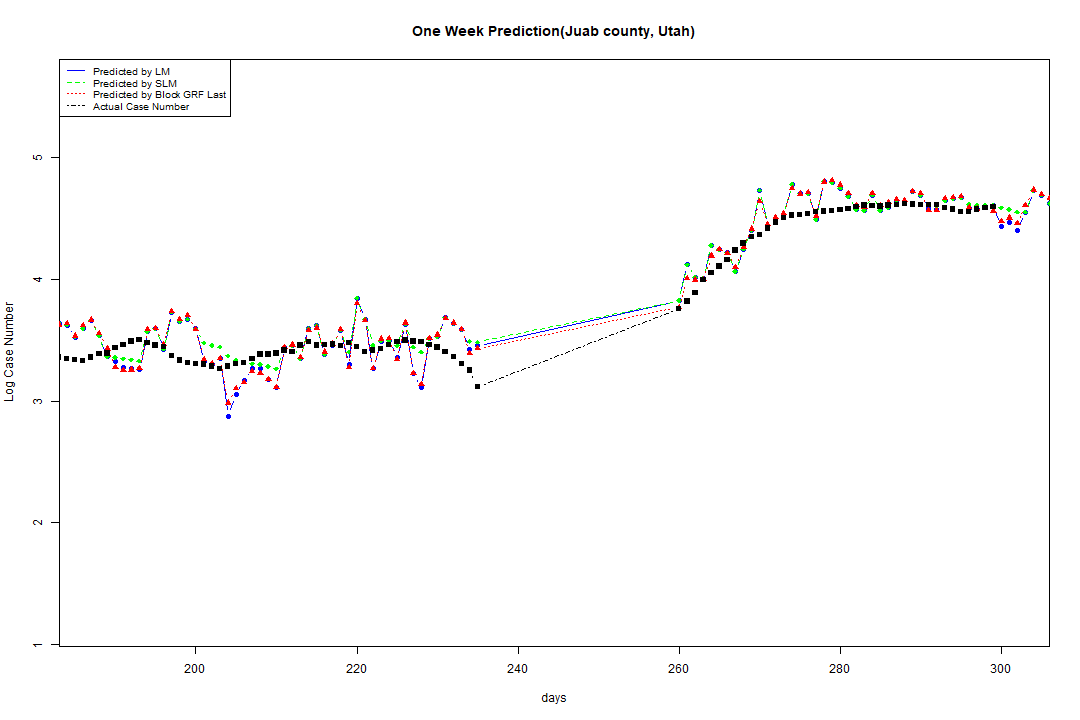 One Week Prediction(Juab county, Utah)
Predicted by LM
Predicted by SLM
Predicted by Block GRF Last
Actual Case Number
5
4
3
2
1
Log Case Number
200 220 240 260 280 300
days